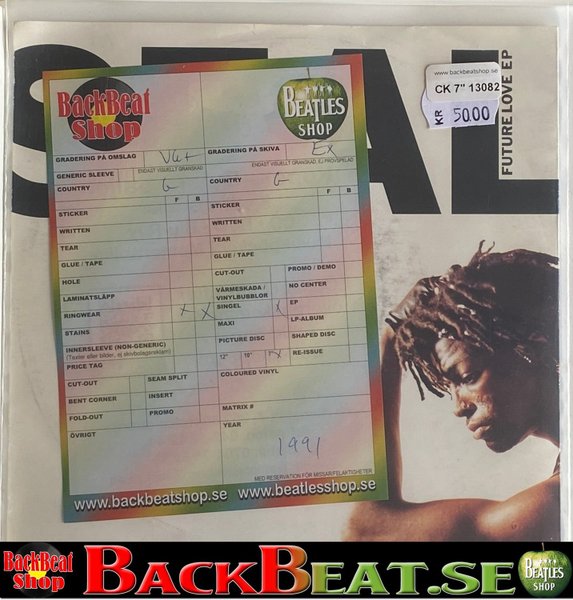 SEAL
FUTURE LOVE EP
www.backbeatshop.se
CK 7" 13082
KR 50.00
BackBeat
Shop
BEATLES
SHOP
GRADERING PÅ OMSLAG VG+
GRADERING PÅ SKIVA EX
ENDAST VISUELLT GRANSKAD
ENDAST VISUELLT GRANSKAD, EJ PROVSPELAD
GENERIC SLEEVE
COUNTRY G
COUNTRY G
F B
F B
STICKER
STICKER
WRITTEN
WRITTEN
TEAR
TEAR
GLUE / TAPE
GLUE / TAPE
HOLE
CUT-OUT
PROMO / DEMO
LAMINATSLÄPP
VÄRMESKADA /
VINYLBUBBLOR
NO CENTER
RINGWEAR X X
SINGEL X
EP
STAINS
MAXI
LP-ALBUM
INNERSLEEVE (NON-GENERIC)
(Texter eller bilder, ej skivbolagsreklam)
PICTURE DISC
SHAPED DISC
PRICE TAG
12" 10" 7" X
RE-ISSUE
CUT-OUT
SEAM SPLIT
COLOURED VINYL
BENT CORNER
INSERT
FOLD-OUT
PROMO
MATRIX #
ÖVRIGT
YEAR
1991
MED RESERVATION FÖR MISSAR/FELAKTIGHETER
www.backbeatshop.se www.beatlesshop.se
BackBeat
Shop
BACKBEAT.SE
BEATLES
SHOP